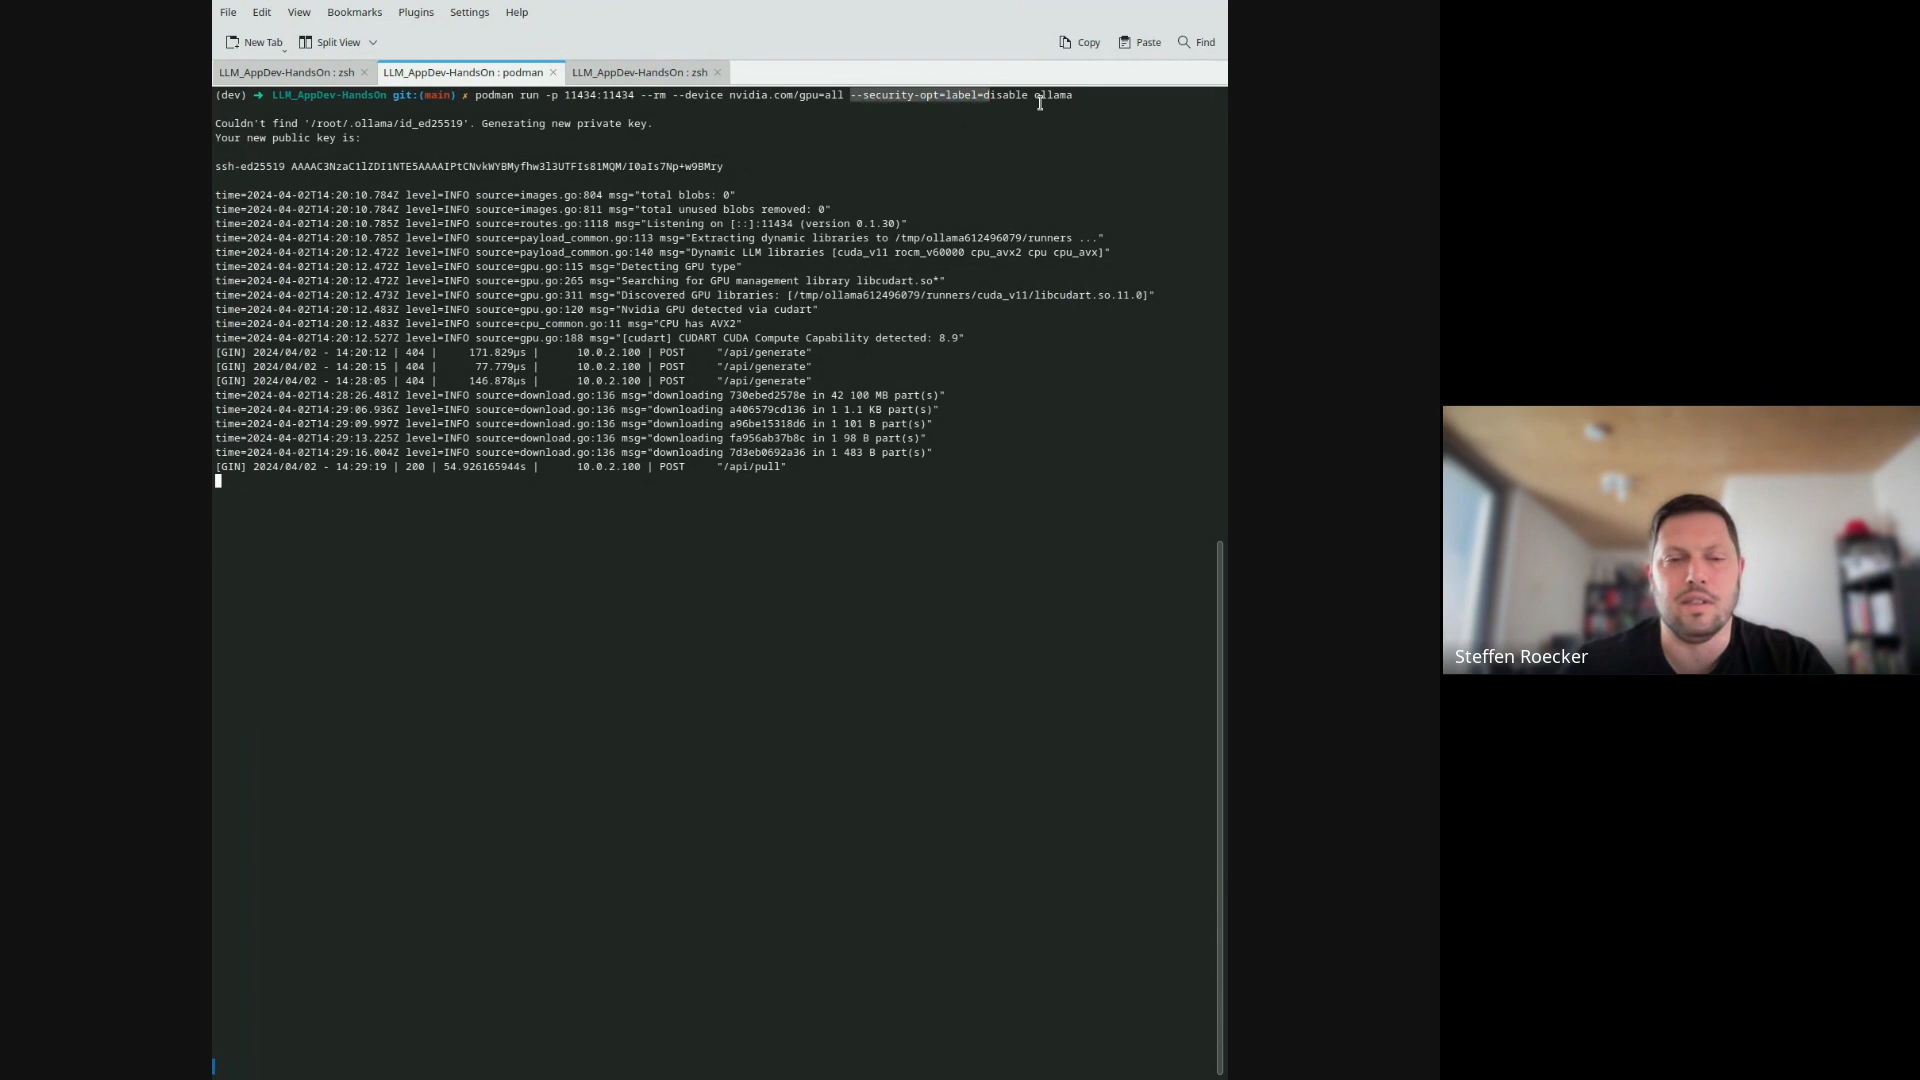 File Edit View Bookmarks Plugins Settings Help
New Tab Split View Copy Paste Find
LLM_AppDev-HandsOn : zsh LLM_AppDev-HandsOn : podman LLM_AppDev-HandsOn : zsh
(dev) ➜ LLM_AppDev-HandsOn git:(main) ✗ podman run -p 11434:11434 --rm --device nvidia.com/gpu=all --security-opt=label=disable ollama
Couldn't find '/root/.ollama/id_ed25519'. Generating new private key.
Your new public key is:
ssh-ed25519 AAAAC3NzaC1lZDI1NTE5AAAAIPtCNvkWYBMyfhw3l3UTFIs81MQM/I0aIs7Np+w9BMry
time=2024-04-02T14:20:10.784Z level=INFO source=images.go:804 msg="total blobs: 0"
time=2024-04-02T14:20:10.784Z level=INFO source=images.go:811 msg="total unused blobs removed: 0"
time=2024-04-02T14:20:10.785Z level=INFO source=routes.go:1118 msg="Listening on [::]:11434 (version 0.1.30)"
time=2024-04-02T14:20:10.785Z level=INFO source=payload_common.go:113 msg="Extracting dynamic libraries to /tmp/ollama612496079/runners ..."
time=2024-04-02T14:20:12.472Z level=INFO source=payload_common.go:140 msg="Dynamic LLM libraries [cuda_v11 rocm_v60000 cpu_avx2 cpu cpu_avx]"
time=2024-04-02T14:20:12.472Z level=INFO source=gpu.go:115 msg="Detecting GPU type"
time=2024-04-02T14:20:12.472Z level=INFO source=gpu.go:265 msg="Searching for GPU management library libcudart.so*"
time=2024-04-02T14:20:12.473Z level=INFO source=gpu.go:311 msg="Discovered GPU libraries: [/tmp/ollama612496079/runners/cuda_v11/libcudart.so.11.0]"
time=2024-04-02T14:20:12.483Z level=INFO source=gpu.go:120 msg="Nvidia GPU detected via cudart"
time=2024-04-02T14:20:12.483Z level=INFO source=cpu_common.go:11 msg="CPU has AVX2"
time=2024-04-02T14:20:12.527Z level=INFO source=gpu.go:188 msg="[cudart] CUDART CUDA Compute Capability detected: 8.9"
[GIN] 2024/04/02 - 14:20:12 | 404 | 171.829µs | 10.0.2.100 | POST "/api/generate"
[GIN] 2024/04/02 - 14:20:15 | 404 | 77.779µs | 10.0.2.100 | POST "/api/generate"
[GIN] 2024/04/02 - 14:28:05 | 404 | 146.878µs | 10.0.2.100 | POST "/api/generate"
time=2024-04-02T14:28:26.481Z level=INFO source=download.go:136 msg="downloading 730ebed2578e in 42 100 MB part(s)"
time=2024-04-02T14:29:06.936Z level=INFO source=download.go:136 msg="downloading a406579cd136 in 1 1.1 KB part(s)"
time=2024-04-02T14:29:09.997Z level=INFO source=download.go:136 msg="downloading a96be15318d6 in 1 101 B part(s)"
time=2024-04-02T14:29:13.225Z level=INFO source=download.go:136 msg="downloading fa956ab37b8c in 1 98 B part(s)"
time=2024-04-02T14:29:16.004Z level=INFO source=download.go:136 msg="downloading 7d3eb0692a36 in 1 483 B part(s)"
[GIN] 2024/04/02 - 14:29:19 | 200 | 54.926165944s | 10.0.2.100 | POST "/api/pull"
Steffen Roecker